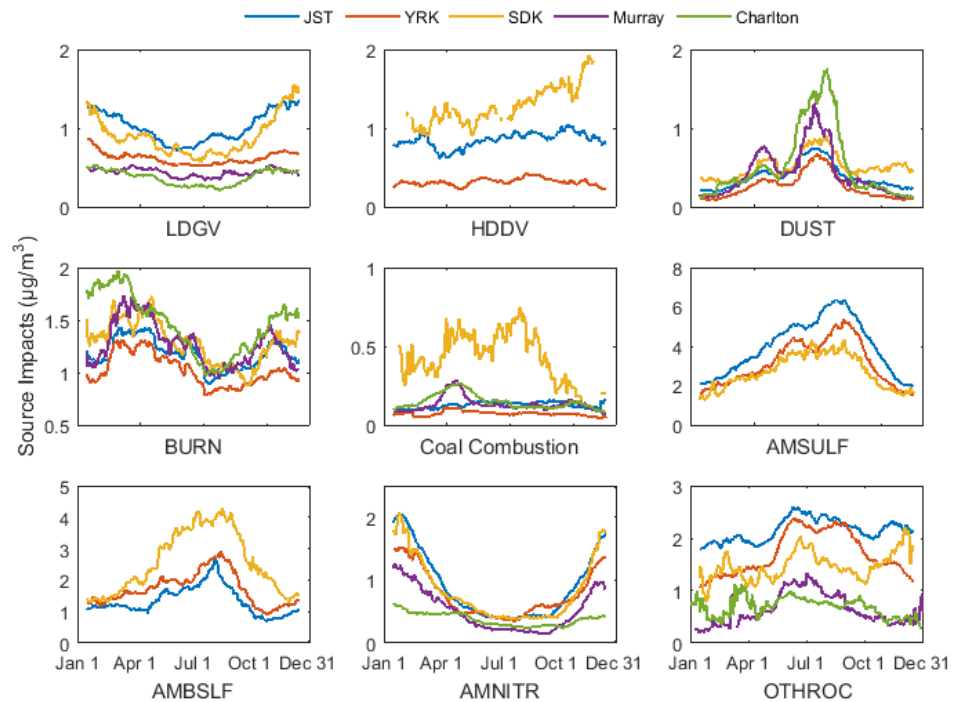 JST YRK SDK Murray Charlton
2 2 2
1 1 1
0 0 0
LDGV HDDV DUST
Source Impacts (µg/m³)
2 1 8
1.5 6
0.5 4
1 2
0.5 0 0
BURN Coal Combustion AMSULF
5 3
4 2
3 2
2 1
1 1
0 0 0
Jan 1 Apr 1 Jul 1 Oct 1 Dec 31 Jan 1 Apr 1 Jul 1 Oct 1 Dec 31 Jan 1 Apr 1 Jul 1 Oct 1 Dec 31
AMBSLF AMNITR OTHROC